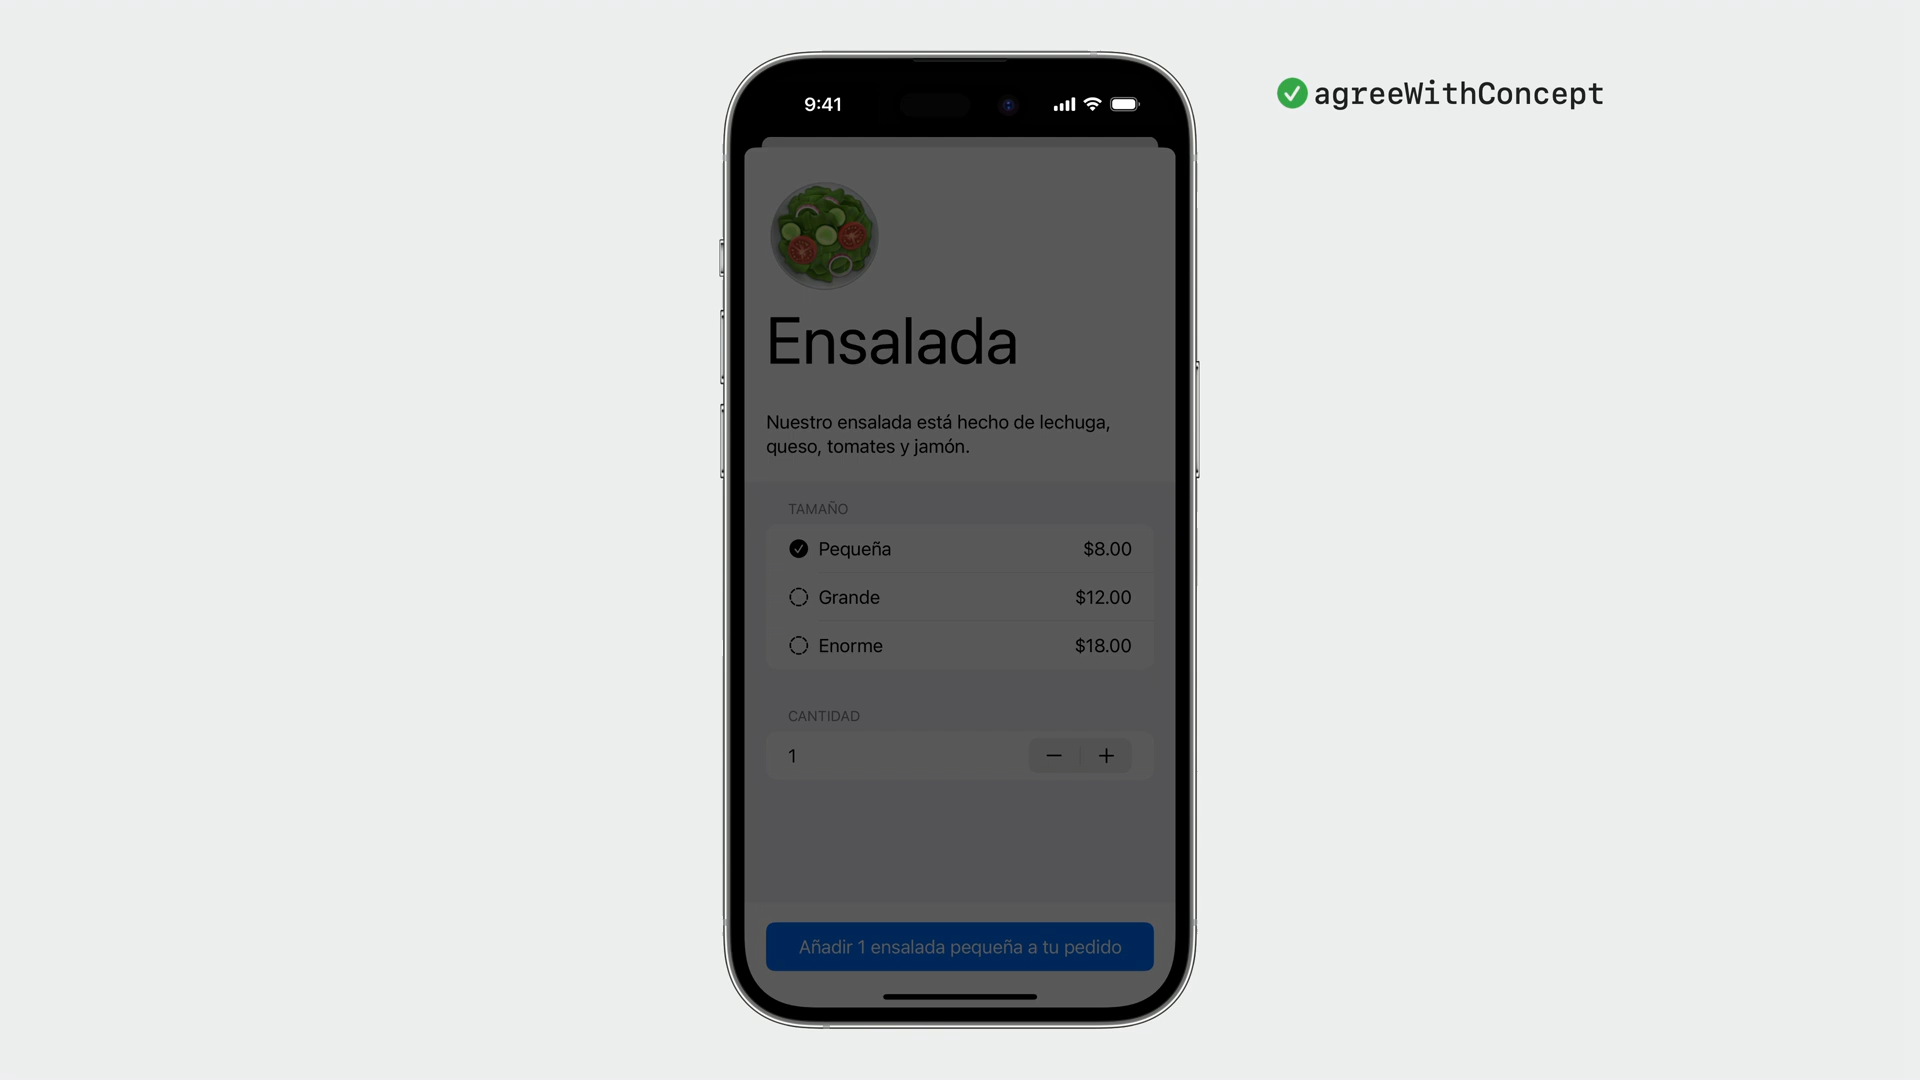 9:41
agreeWithConcept
Ensalada
Nuestro ensalada está hecho de lechuga,
queso, tomates y jamón.
TAMAÑO
Pequeña $8.00
Grande $12.00
Enorme $18.00
CANTIDAD
1
Añadir 1 ensalada pequeña a tu pedido